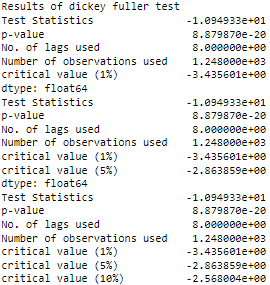 Results of dickey fuller test
Test Statistics -1.094933e+01
p-value 8.879870e-20
No. of lags used 8.000000e+00
Number of observations used 1.248000e+03
critical value (1%) -3.435601e+00
dtype: float64
Test Statistics -1.094933e+01
p-value 8.879870e-20
No. of lags used 8.000000e+00
Number of observations used 1.248000e+03
critical value (1%) -3.435601e+00
critical value (5%) -2.863859e+00
dtype: float64
Test Statistics -1.094933e+01
p-value 8.879870e-20
No. of lags used 8.000000e+00
Number of observations used 1.248000e+03
critical value (1%) -3.435601e+00
critical value (5%) -2.863859e+00
critical value (10%) -2.568004e+00